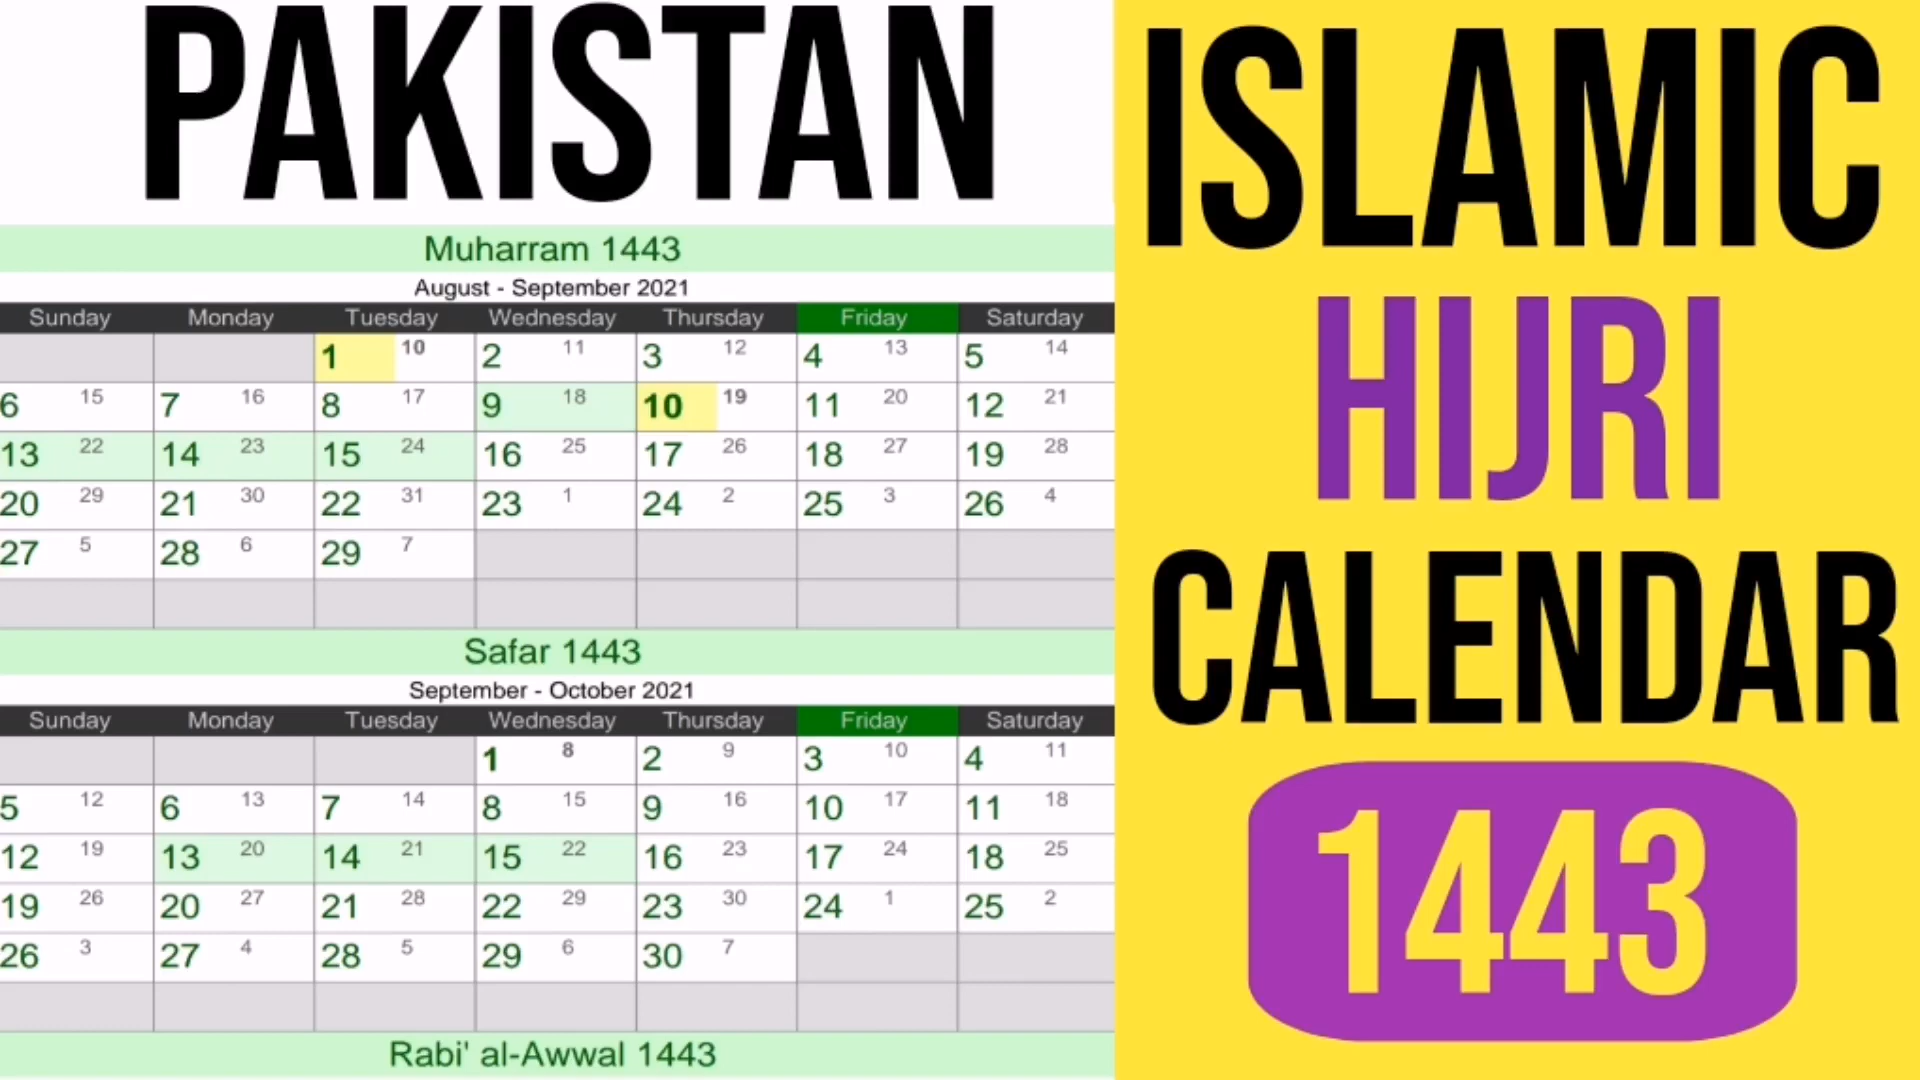 PAKISTAN
Muharram 1443
August - September 2021
Sunday Monday Tuesday Wednesday Thursday Friday Saturday
1 10 2 11 3 12 4 13 5 14
6 15 7 16 8 17 9 18 10 19 11 20 12 21
13 22 14 23 15 24 16 25 17 26 18 27 19 28
20 29 21 30 22 31 23 1 24 2 25 3 26 4
27 5 28 6 29 7
Safar 1443
September - October 2021
Sunday Monday Tuesday Wednesday Thursday Friday Saturday
1 8 2 9 3 10 4 11
5 12 6 13 7 14 8 15 9 16 10 17 11 18
12 19 13 20 14 21 15 22 16 23 17 24 18 25
19 26 20 27 21 28 22 29 23 30 24 1 25 2
26 3 27 4 28 5 29 6 30 7
Rabi' al-Awwal 1443
ISLAMIC
HIJRI
CALENDAR
1443